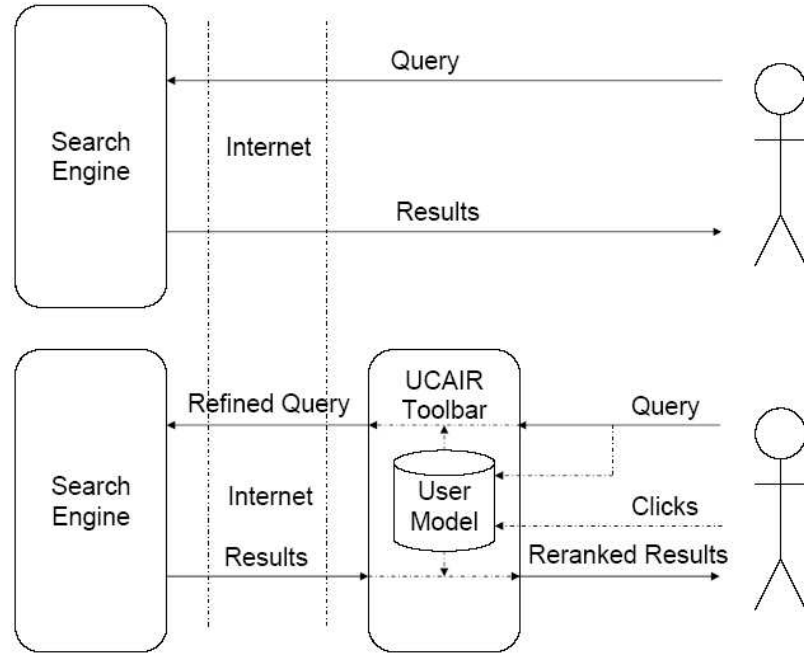 Query
Search
Engine
Internet
Results
UCAIR
Toolbar
Refined Query
Query
Search
Engine
Internet
User
Model
Clicks
Results
Reranked Results